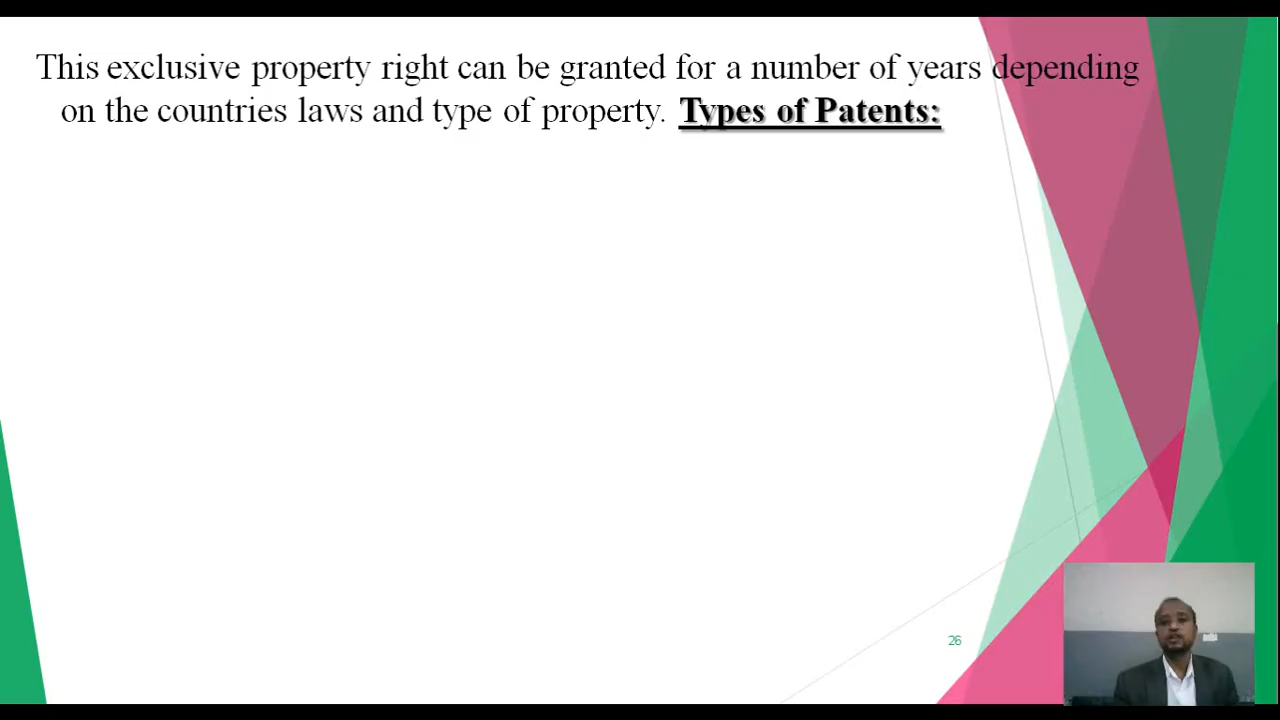 This exclusive property right can be granted for a number of years depending
on the countries laws and type of property. Types of Patents:
26